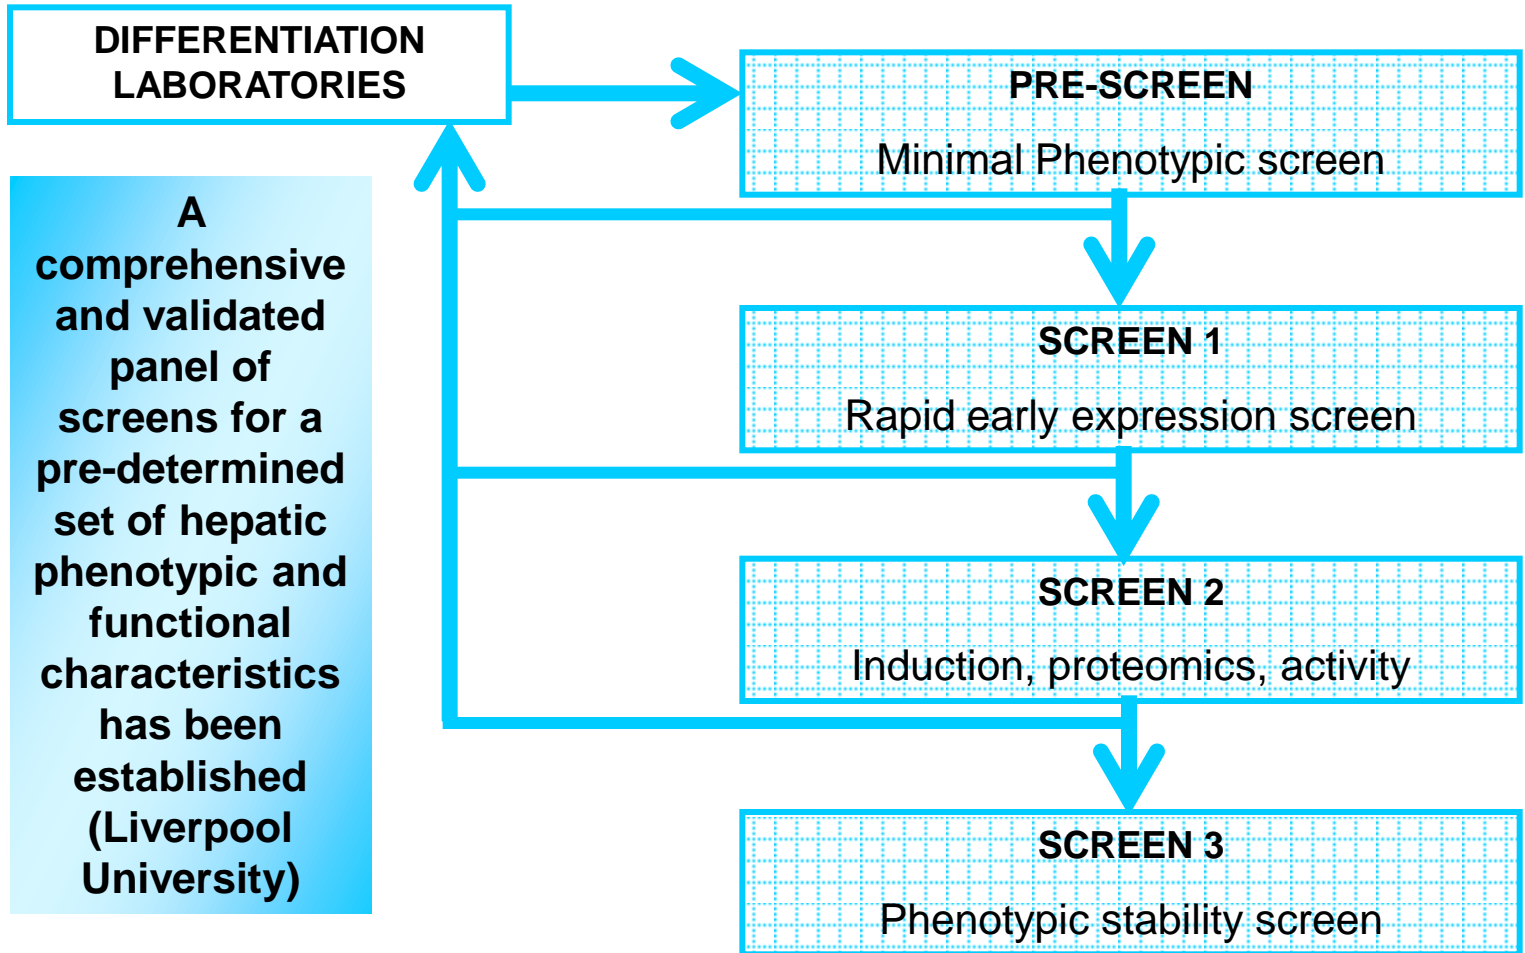 DIFFERENTIATION
LABORATORIES
PRE-SCREEN
Minimal Phenotypic screen
A
comprehensive
and validated
panel of
screens for a
pre-determined
set of hepatic
phenotypic and
functional
characteristics
has been
established
(Liverpool
University)
SCREEN 1
Rapid early expression screen
SCREEN 2
Induction, proteomics, activity
SCREEN 3
Phenotypic stability screen